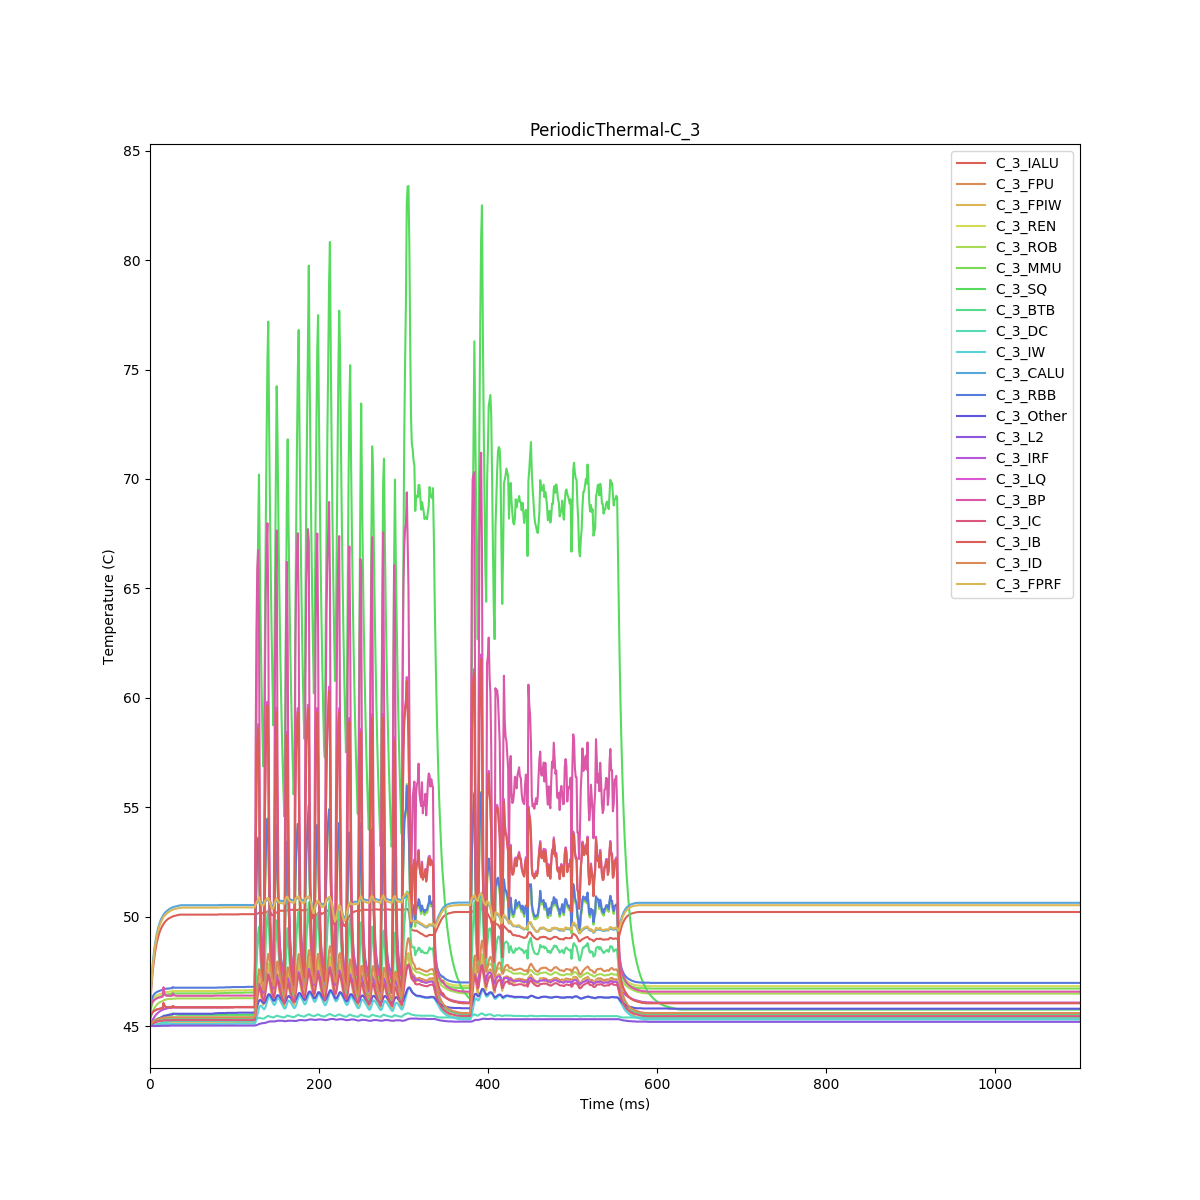 PeriodicThermal-C_3
85
80
75
70
65
60
55
50
45
Temperature (C)
0
200
400
600
800
1000
Time (ms)
C_3_IALU
C_3_FPU
C_3_FPIW
C_3_REN
C_3_ROB
C_3_MMU
C_3_SQ
C_3_BTB
C_3_DC
C_3_IW
C_3_CALU
C_3_RBB
C_3_Other
C_3_L2
C_3_IRF
C_3_LQ
C_3_BP
C_3_IC
C_3_IB
C_3_ID
C_3_FPRF